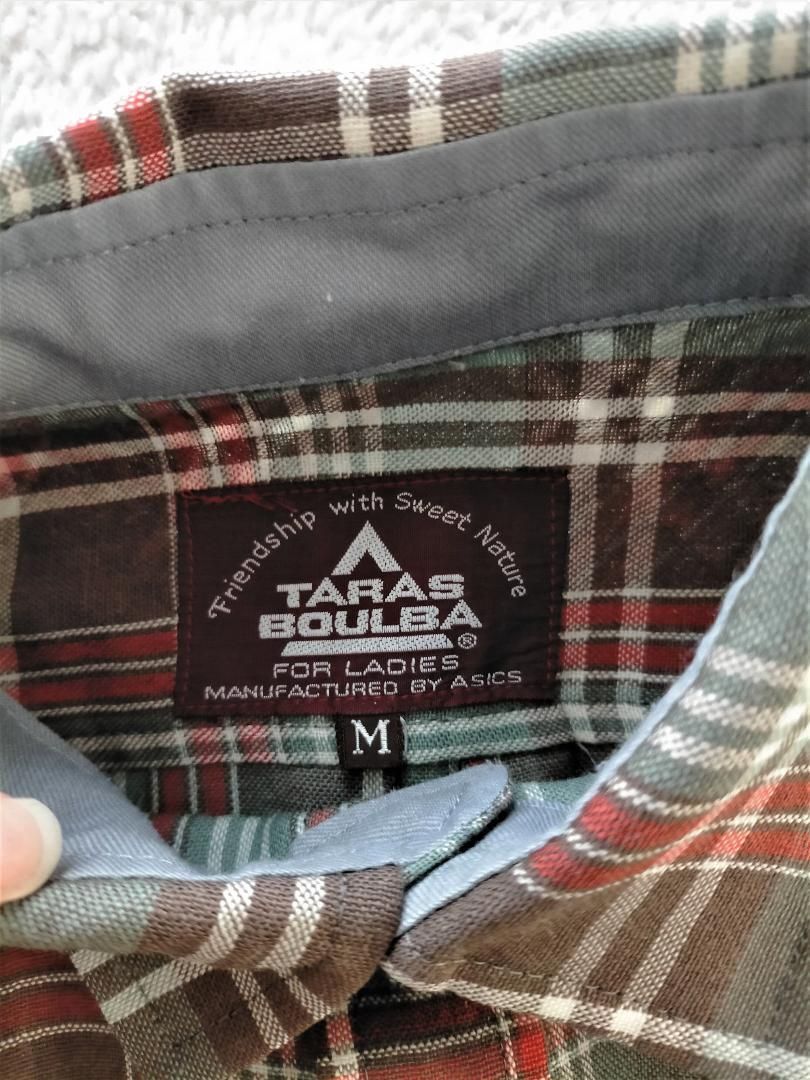 Friendship with Sweet Nature
TARAS
BOULBA
®
FOR LADIES
MANUFACTURED BY ASICS
M